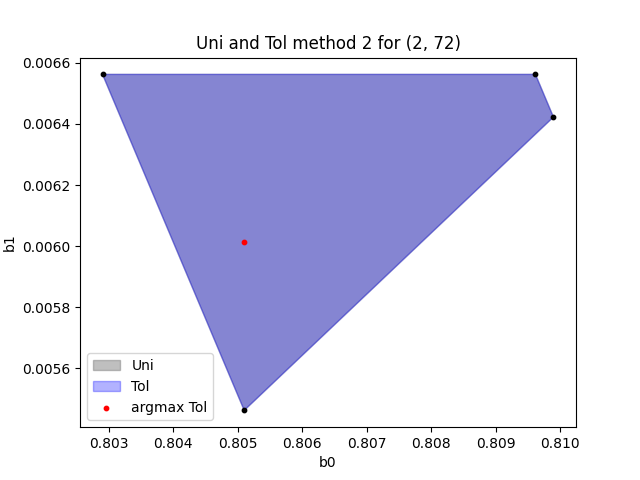 Uni and Tol method 2 for (2, 72)
0.0066
0.0064
0.0062
0.0060
0.0058
0.0056
b1
Uni
Tol
argmax Tol
0.803 0.804 0.805 0.806 0.807 0.808 0.809 0.810
b0